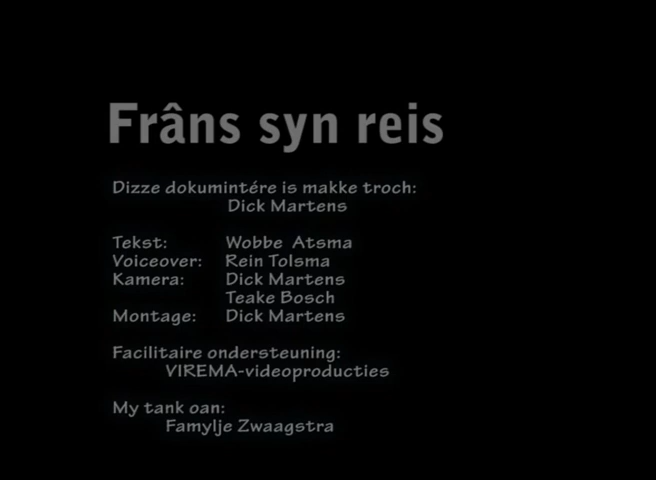 Frâns syn reis
Dizze dokumintére is makke troch:
Dick Martens
Tekst: Wobbe Atsma
Voiceover: Rein Tolsma
Kamera: Dick Martens
Teake Bosch
Montage: Dick Martens
Facilitaire ondersteuning:
VIREMA-videoproducties
My tank oan:
Famylje Zwaagstra